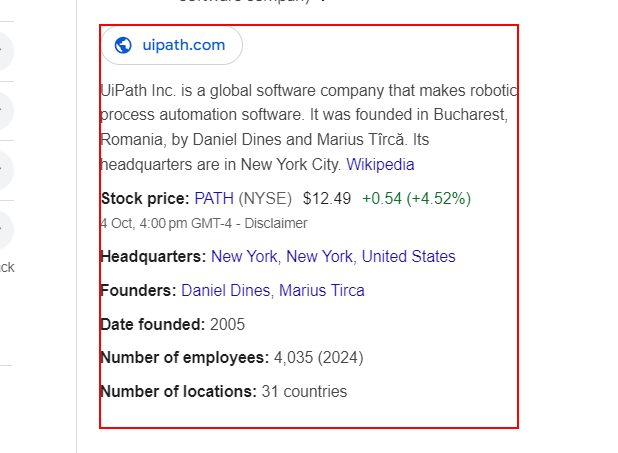 uipath.com
UiPath Inc. is a global software company that makes robotic
process automation software. It was founded in Bucharest,
Romania, by Daniel Dines and Marius Tîrcă. Its
headquarters are in New York City. Wikipedia
Stock price: PATH (NYSE) $12.49 +0.54 (+4.52%)
4 Oct, 4:00 pm GMT-4 - Disclaimer
Headquarters: New York, New York, United States
ck
Founders: Daniel Dines, Marius Tirca
Date founded: 2005
Number of employees: 4,035 (2024)
Number of locations: 31 countries